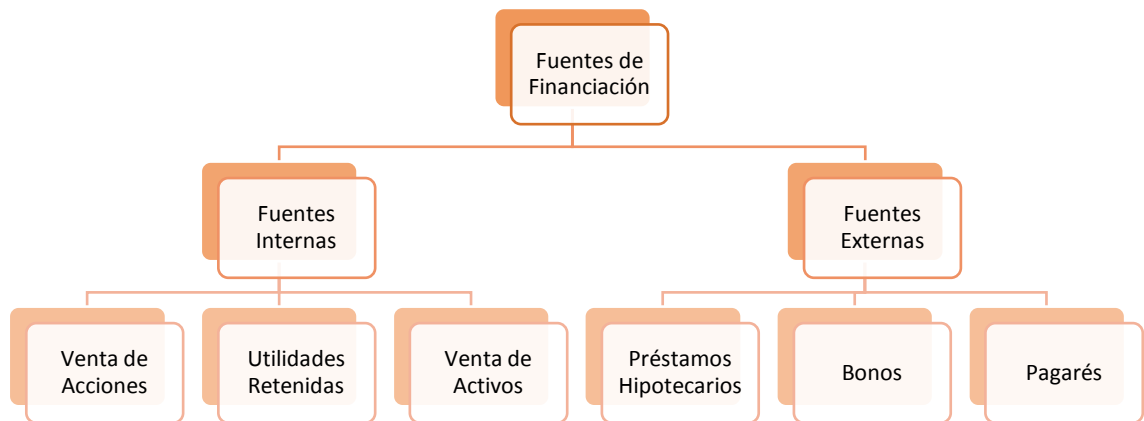 Fuentes de
Financiación
Fuentes
Internas
Fuentes
Externas
Venta de
Acciones
Utilidades
Retenidas
Venta de
Activos
Préstamos
Hipotecarios
Bonos
Pagarés